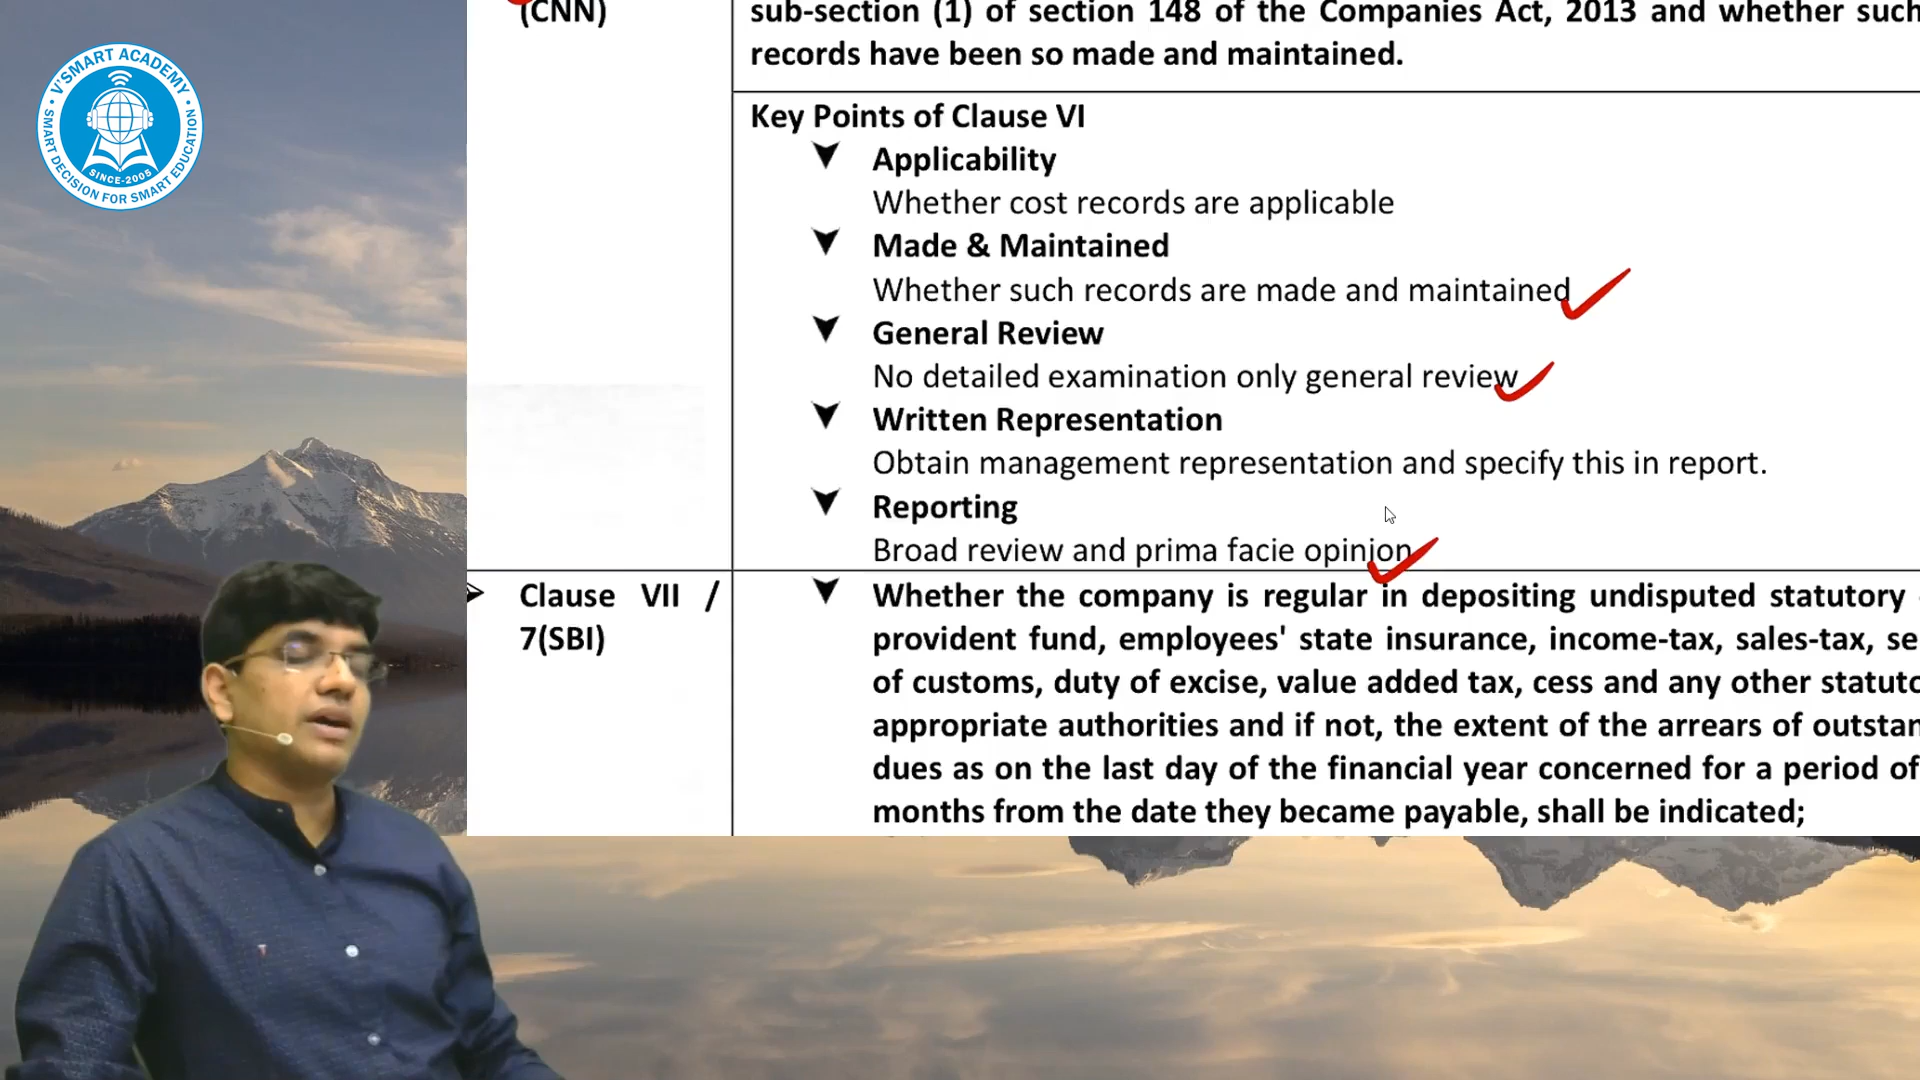 V'SMART ACADEMY
SINCE-2005
SMART DECISION FOR SMART EDUCATION
(CNN)
sub-section (1) of section 148 of the Companies Act, 2013 and whether such
records have been so made and maintained.
Key Points of Clause VI
Applicability
Whether cost records are applicable
Made & Maintained
Whether such records are made and maintained
General Review
No detailed examination only general review
Written Representation
Obtain management representation and specify this in report.
Reporting
Broad review and prima facie opinion
Clause VII /
7(SBI)
Whether the company is regular in depositing undisputed statutory
provident fund, employees' state insurance, income-tax, sales-tax, se
of customs, duty of excise, value added tax, cess and any other statuto
appropriate authorities and if not, the extent of the arrears of outstan
dues as on the last day of the financial year concerned for a period of
months from the date they became payable, shall be indicated;